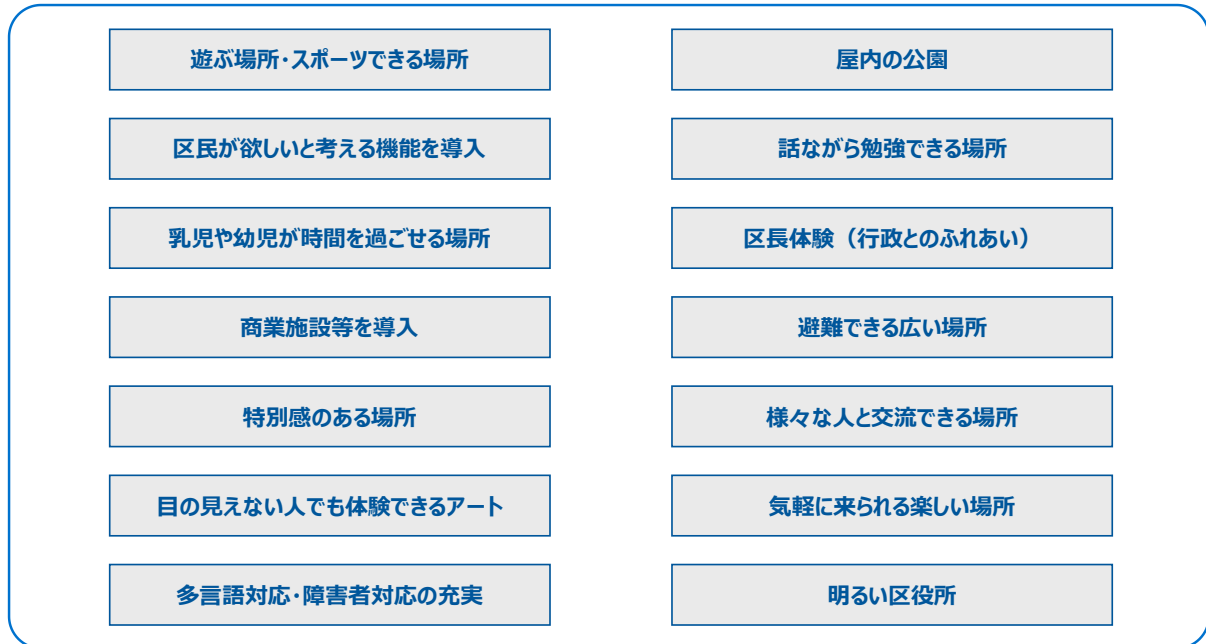 遊ぶ場所・スポーツできる場所
屋内の公園
区民が欲しいと考える機能を導入
話ながら勉強できる場所
乳児や幼児が時間を過ごせる場所
区長体験（行政とのふれあい）
商業施設等を導入
避難できる広い場所
特別感のある場所
様々な人と交流できる場所
目の見えない人でも体験できるアート
気軽に来られる楽しい場所
多言語対応・障害者対応の充実
明るい区役所